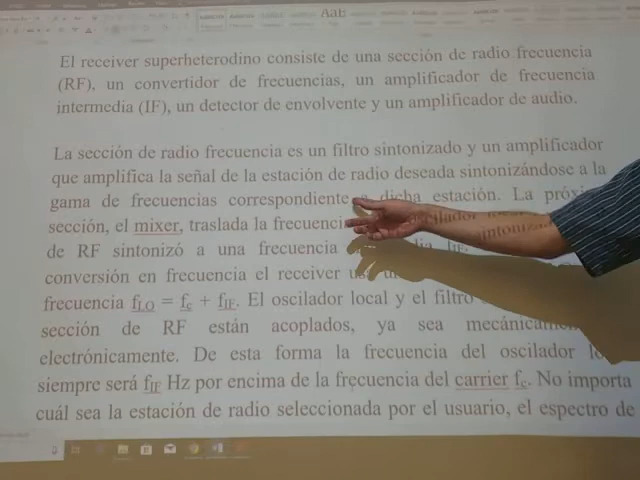 AaB
El receiver superheterodino consiste de una sección de radio frecuencia
(RF), un convertidor de frecuencias, un amplificador de frecuencia
intermedia (IF), un detector de envolvente y un amplificador de audio.
La sección de radio frecuencia es un filtro sintonizado y un amplificador
que amplifica la señal de la estación de radio deseada sintonizándose a la
gama de frecuencias correspondiente a dicha estación. La
sección, el mixer, traslada la
de RF sintonizó a una frecuencia
conversión en frecuencia el receiver
frecuencia fLO = fc + fIF. El oscilador local y el filtro
sección de RF están acoplados, ya sea
electrónicamente. De esta forma la frecuencia del oscilador
siempre será fIF Hz por encima de la frecuencia del carrier fc. No importa
cuál sea la estación de radio seleccionada por el usuario, el espectro de